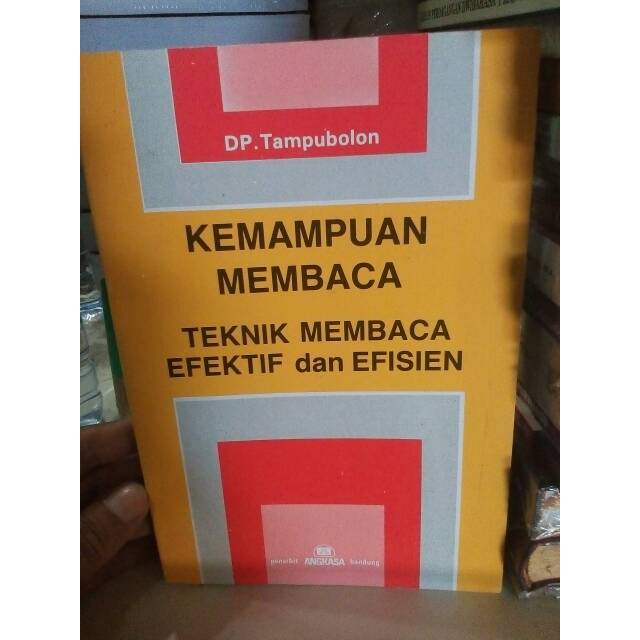 DP.Tampubolon
KEMAMPUAN
MEMBACA
TEKNIK MEMBACA
EFEKTIF dan EFISIEN
penerbit ANGKASA bandung